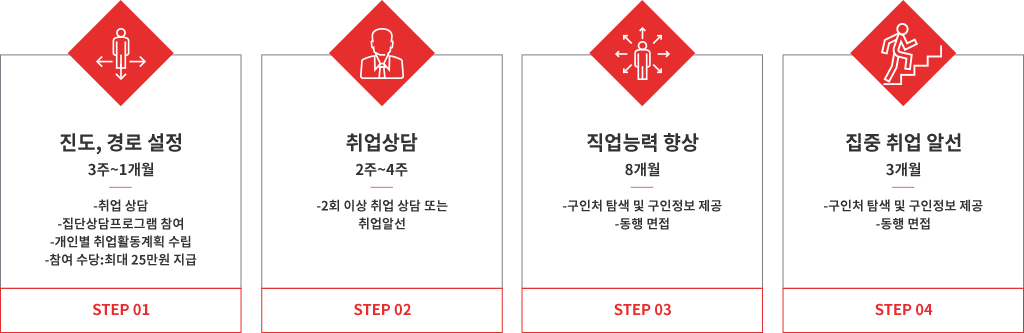 진도, 경로 설정
3주~1개월
-취업 상담
-집단상담프로그램 참여
-개인별 취업활동계획 수립
-참여 수당:최대 25만원 지급
STEP 01
취업상담
2주~4주
-2회 이상 취업 상담 또는
취업알선
STEP 02
직업능력 향상
8개월
-구인처 탐색 및 구인정보 제공
-동행 면접
STEP 03
집중 취업 알선
3개월
-구인처 탐색 및 구인정보 제공
-동행 면접
STEP 04